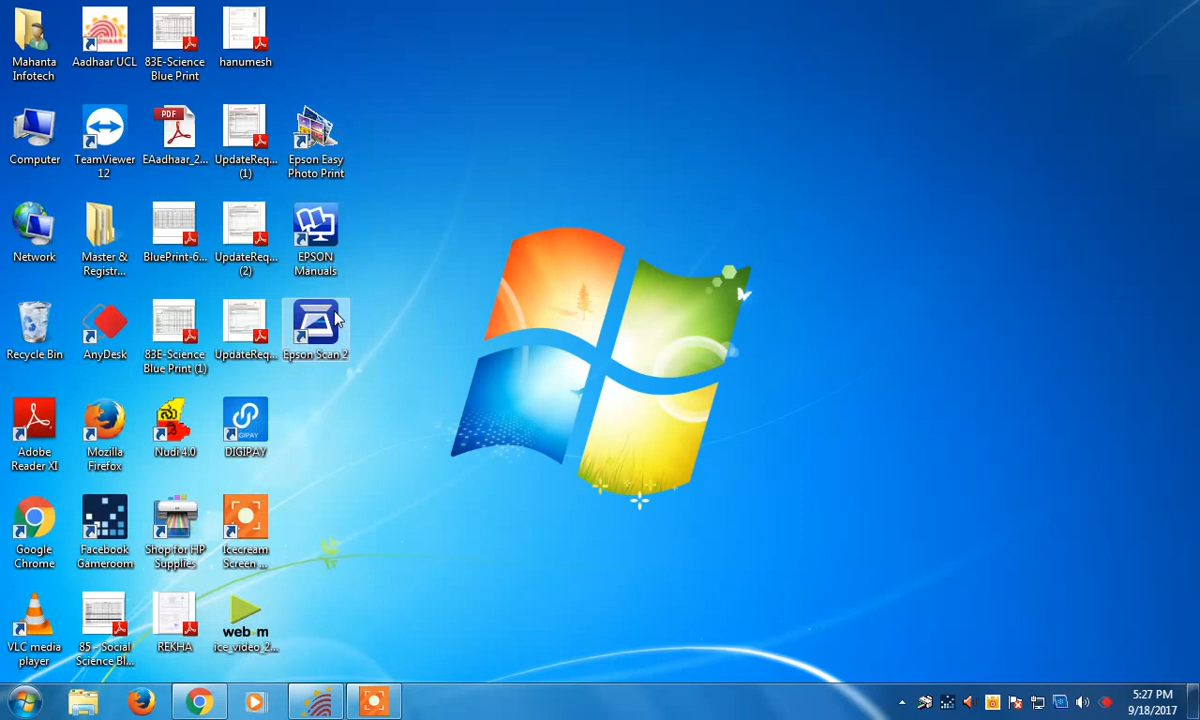 Mahanta
Infotech
Aadhaar UCL
83E-Science
Blue Print
hanumesh
Computer
TeamViewer
12
PDF
EAadhaar_2...
UpdateReq...
(1)
Epson Easy
Photo Print
Network
Master &
Registr...
BluePrint-6...
UpdateReq...
(2)
EPSON
Manuals
Recycle Bin
AnyDesk
83E-Science
Blue Print (1)
UpdateReq...
Epson Scan 2
Adobe
Reader XI
Mozilla
Firefox
ನು
ಡಿ
Nudi 4.0
GIPAY
DIGIPAY
Google
Chrome
Facebook
Gameroom
Shop for HP
Supplies
Icecream
Screen ...
VLC media
player
85 - Social
Science Bl...
REKHA
web-m
ice_video_2...
5:27 PM
9/18/2017